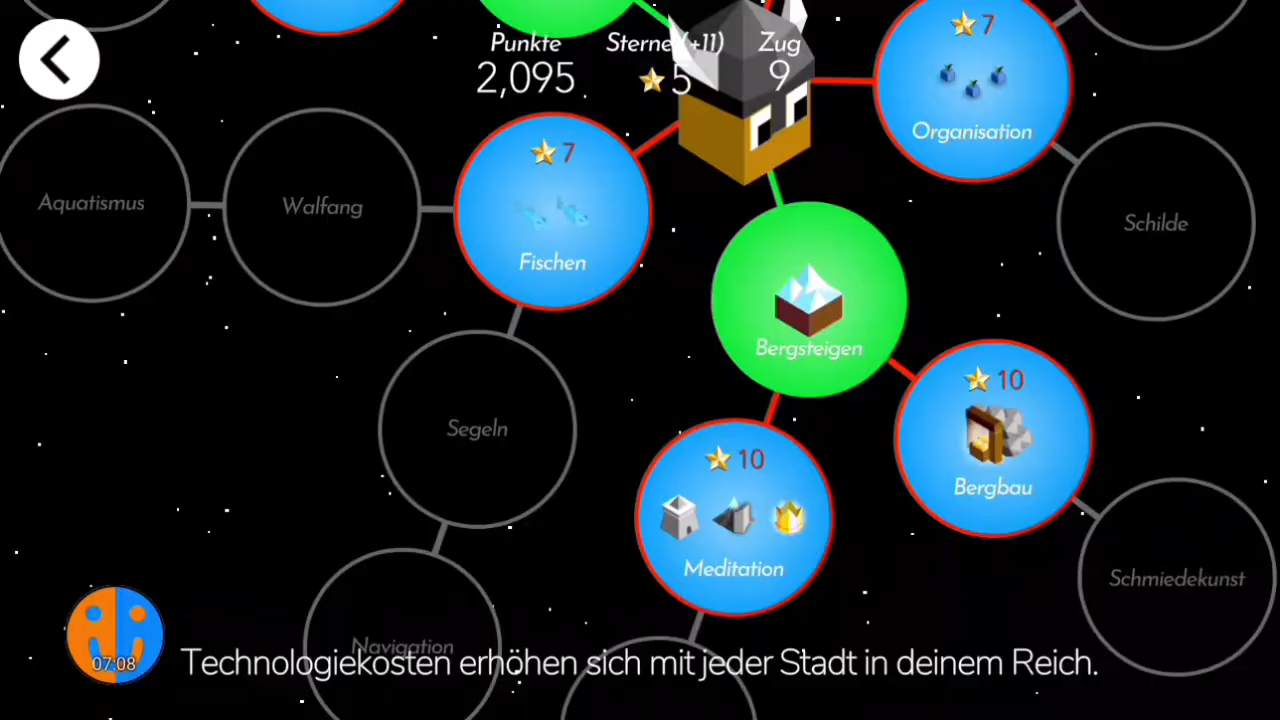 Punkte
2,095
Sterne (+11)
5
Zug
9
7
Organisation
7
Fischen
Aquatismus
Walfang
Schilde
Bergsteigen
Segeln
10
Bergbau
10
Meditation
Schmiedekunst
Navigation
07:08
Technologiekosten erhöhen sich mit jeder Stadt in deinem Reich.